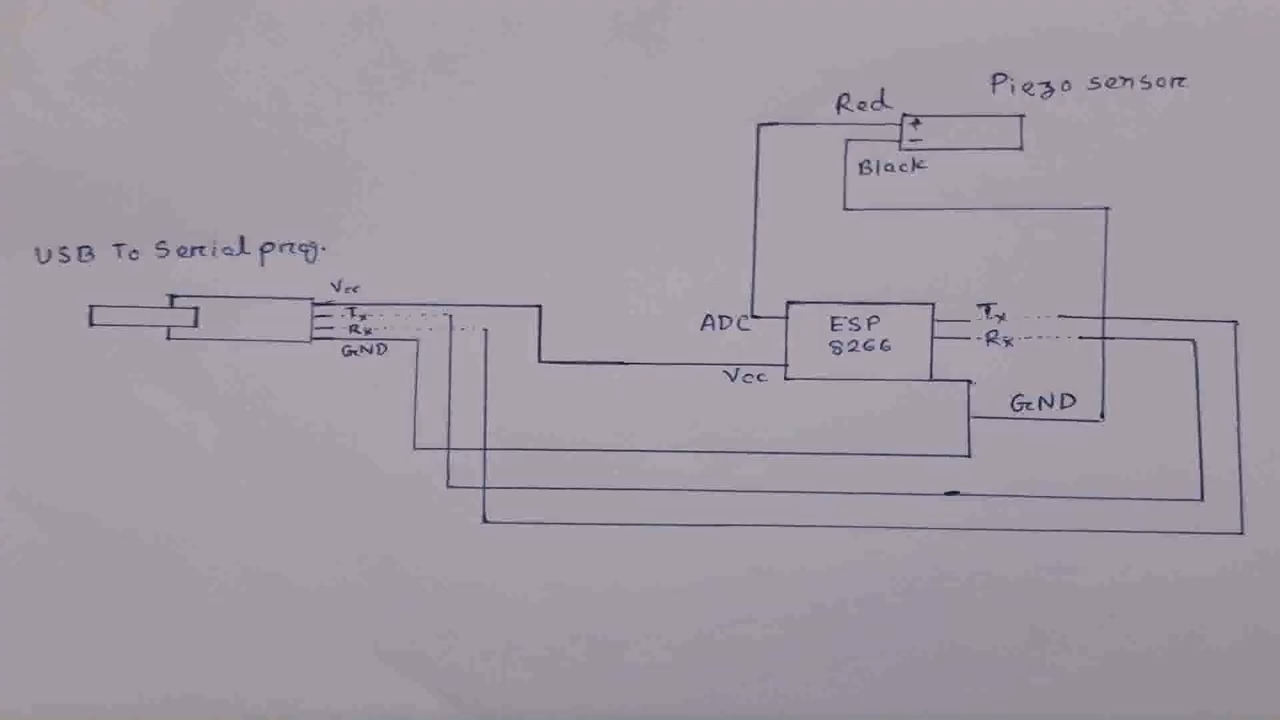 Piezo sensor
Red
+
-
Black
USB To Serial prog.
Vcc
Tx
Rx
GND
ADC
ESP
8266
Tx
Rx
Vcc
GND